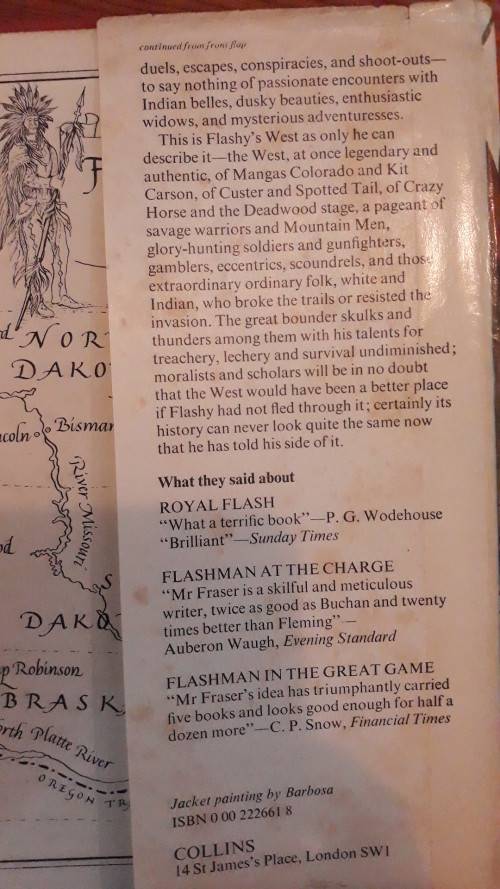 continued from front flap
duels, escapes, conspiracies, and shoot-outs—
to say nothing of passionate encounters with
Indian belles, dusky beauties, enthusiastic
widows, and mysterious adventuresses.
This is Flashy's West as only he can
describe it—the West, at once legendary and
authentic, of Mangas Colorado and Kit
Carson, of Custer and Spotted Tail, of Crazy
Horse and the Deadwood stage, a pageant of
savage warriors and Mountain Men,
glory-hunting soldiers and gunfighters,
gamblers, eccentrics, scoundrels, and those
extraordinary ordinary folk, white and
Indian, who broke the trails or resisted the
invasion. The great bounder skulks and
thunders among them with his talents for
treachery, lechery and survival undiminished;
moralists and scholars will be in no doubt
that the West would have been a better place
if Flashy had not fled through it; certainly its
history can never look quite the same now
that he has told his side of it.
What they said about
ROYAL FLASH
“What a terrific book”—P. G. Wodehouse
“Brilliant”—Sunday Times
FLASHMAN AT THE CHARGE
“Mr Fraser is a skilful and meticulous
writer, twice as good as Buchan and twenty
times better than Fleming”—
Auberon Waugh, Evening Standard
FLASHMAN IN THE GREAT GAME
“Mr Fraser's idea has triumphantly carried
five books and looks good enough for half a
dozen more”—C. P. Snow, Financial Times
Jacket painting by Barbosa
ISBN 0 00 222661 8
COLLINS
14 St James's Place, London SW1
NOR
DAKO
coln
Bismar
River Missouri
S
DAKO
p Robinson
BRASK
rth Platte River
OREGON TR